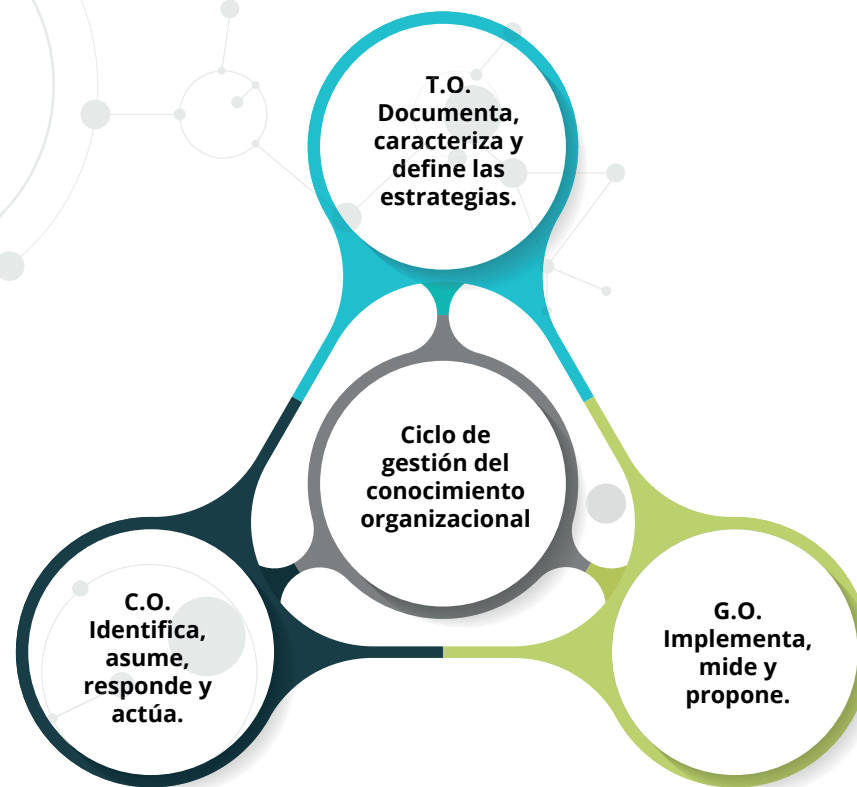 T.O.
Documenta,
caracteriza y
define las
estrategias.
Ciclo de
gestión del
conocimiento
organizacional
C.O.
Identifica,
asume,
responde y
actúa.
G.O.
Implementa,
mide y
propone.